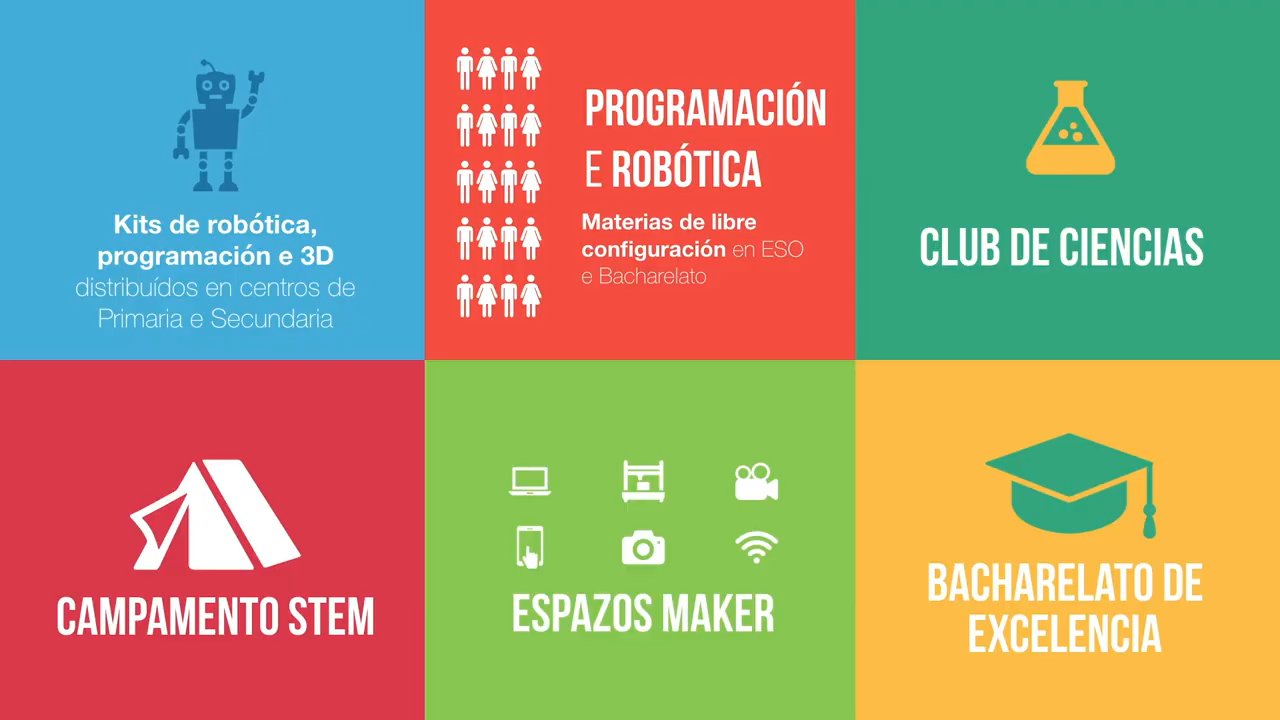 Kits de robótica,
programación e 3D
distribuídos en centros de
Primaria e Secundaria
PROGRAMACIÓN
E ROBÓTICA
Materias de libre
configuración en ESO
e Bacharelato
CLUB DE CIENCIAS
CAMPAMENTO STEM
ESPAZOS MAKER
BACHARELATO DE
EXCELENCIA